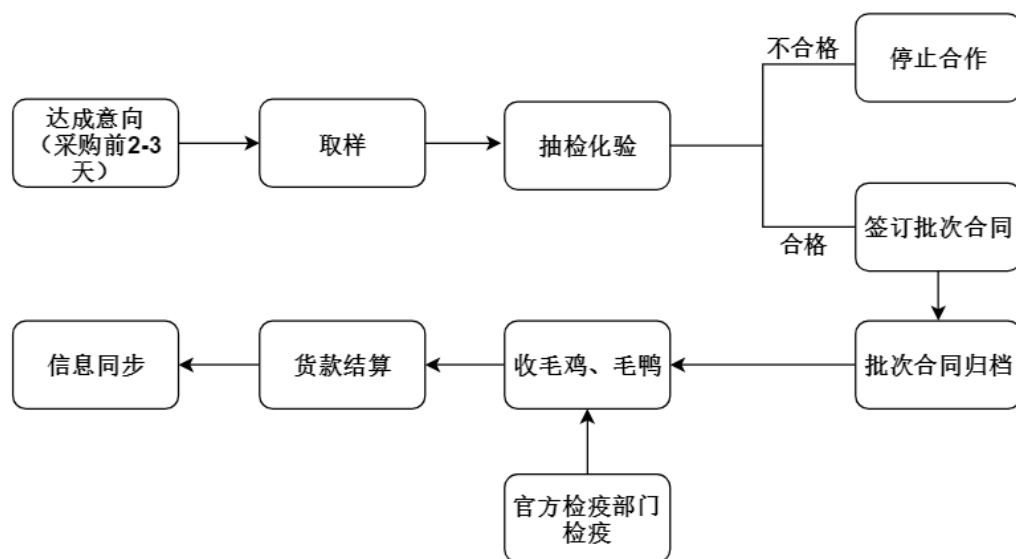 不合格
停止合作
达成意向
（采购前2-3
天）
取样
抽检化验
合格
签订批次合同
信息同步
货款结算
收毛鸡、毛鸭
批次合同归档
官方检疫部门
检疫